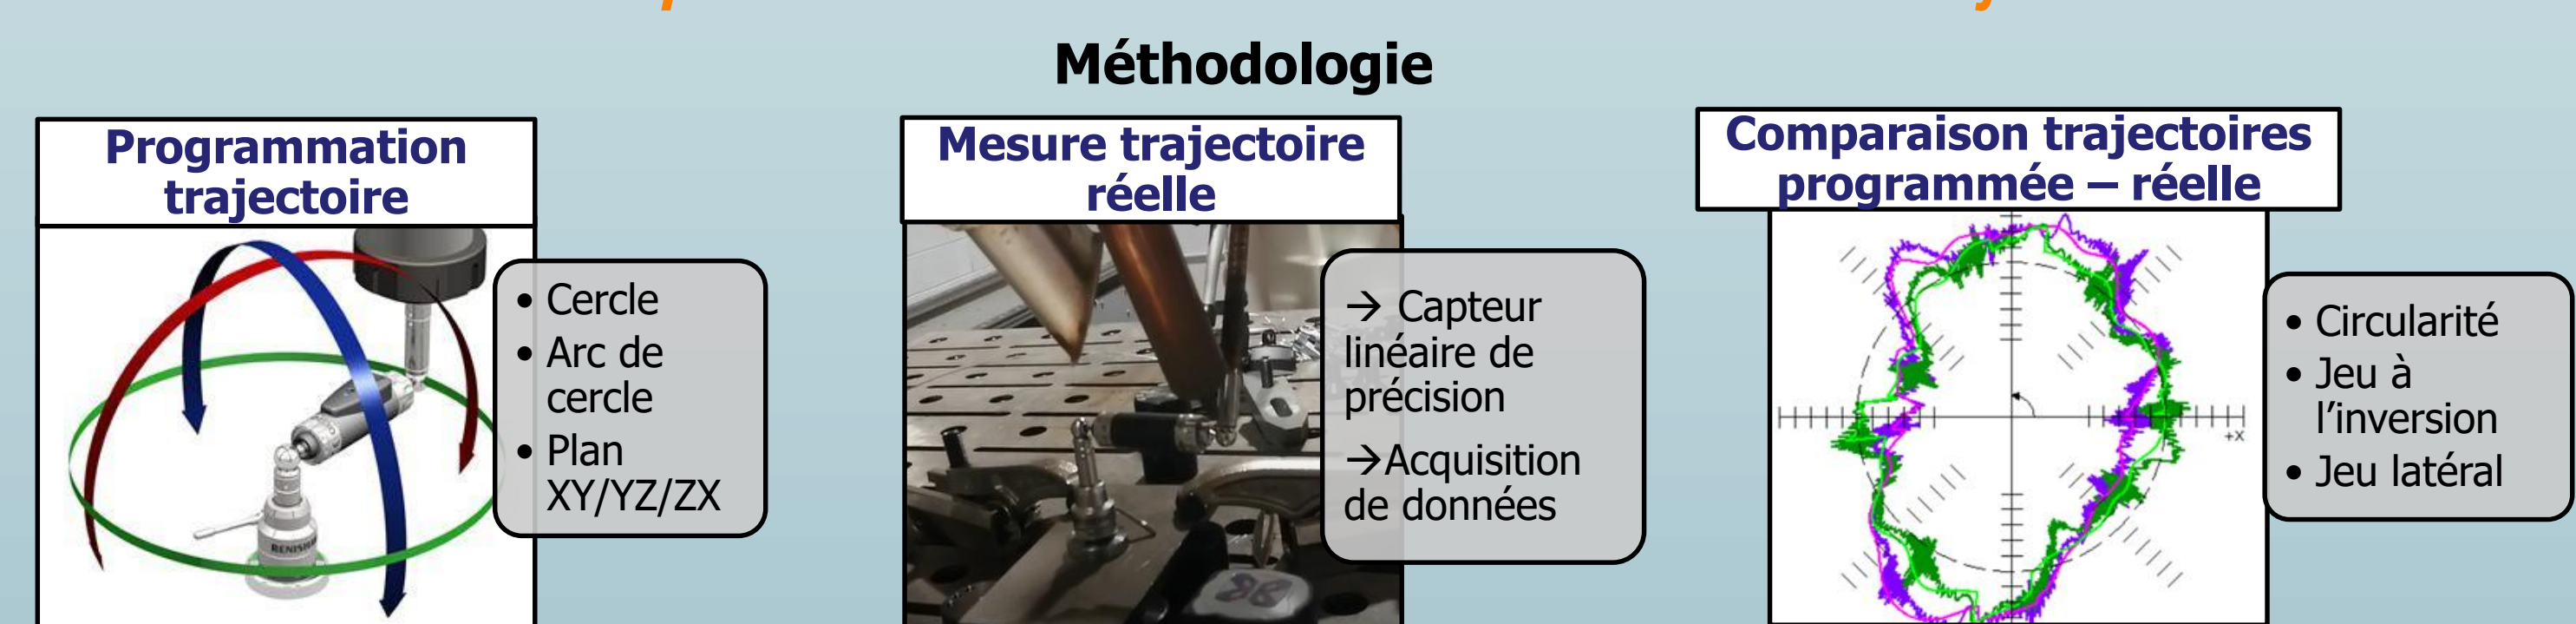 Méthodologie
Programmation
trajectoire
• Cercle
• Arc de
cercle
• Plan
XY/YZ/ZX
Mesure trajectoire
réelle
→ Capteur
linéaire de
précision
→Acquisition
de données
Comparaison trajectoires
programmée – réelle
+X
• Circularité
• Jeu à
l’inversion
• Jeu latéral